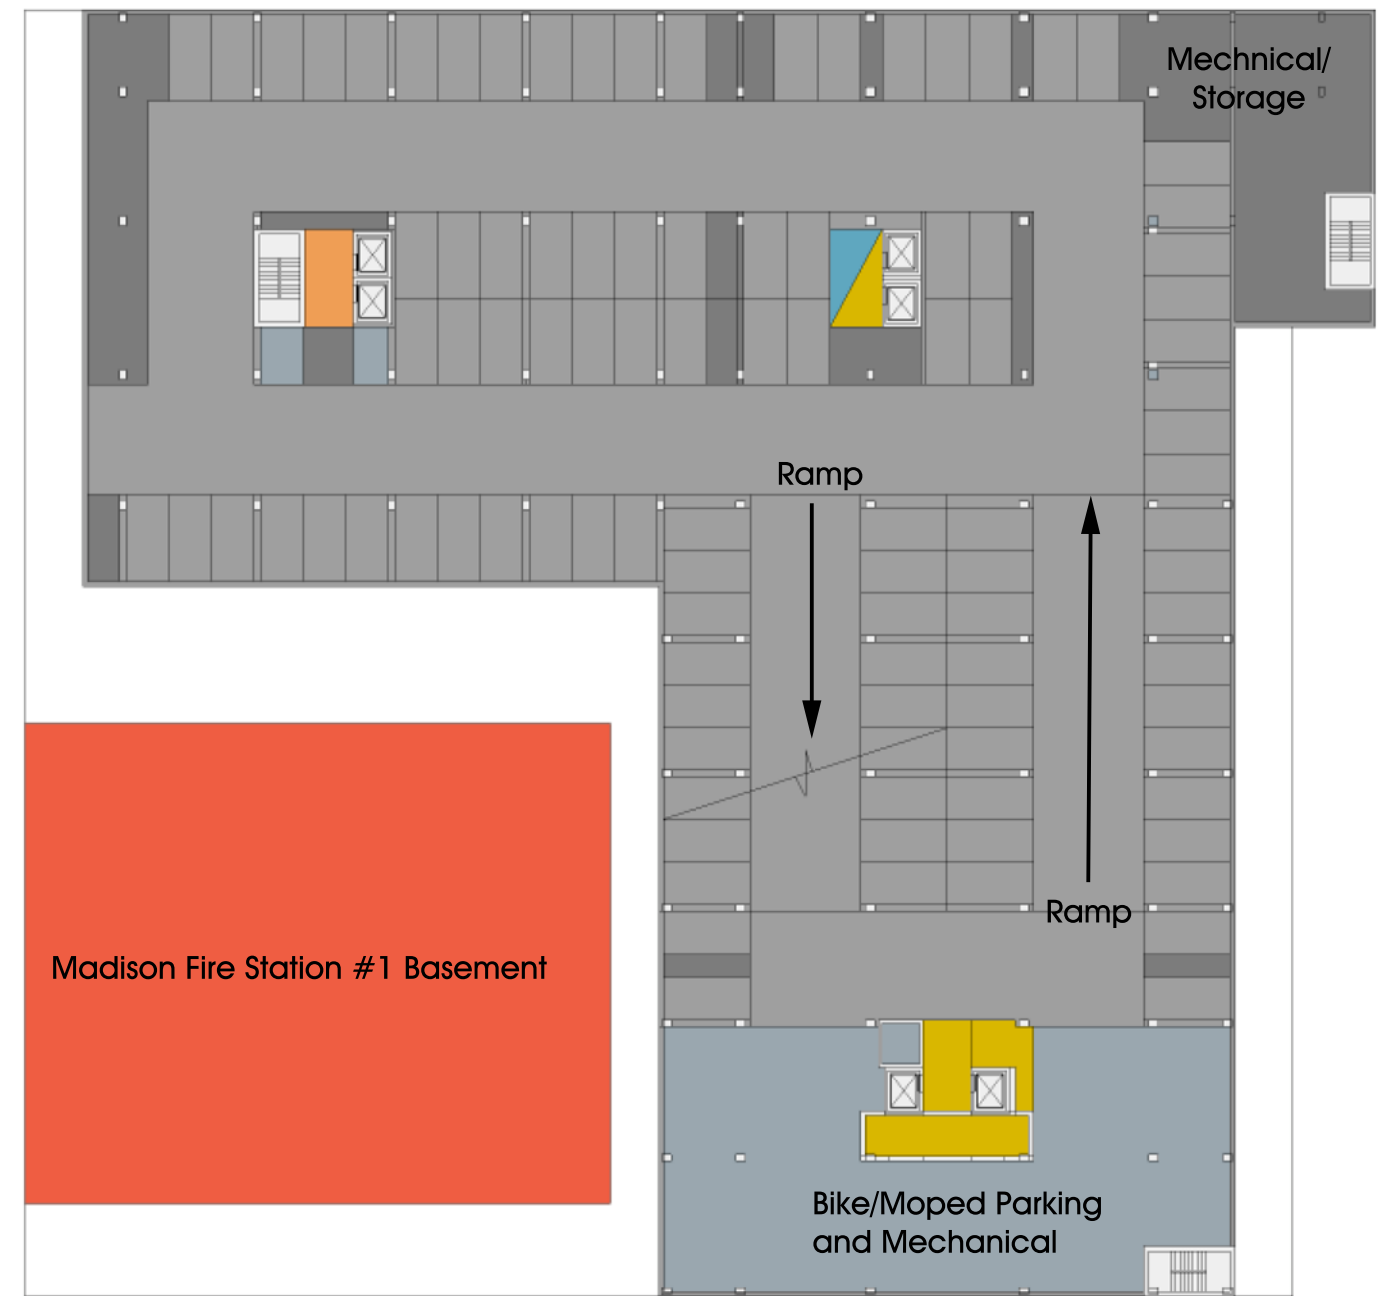 Mechnical/
Storage
Ramp
Ramp
Madison Fire Station #1 Basement
Bike/Moped Parking
and Mechanical